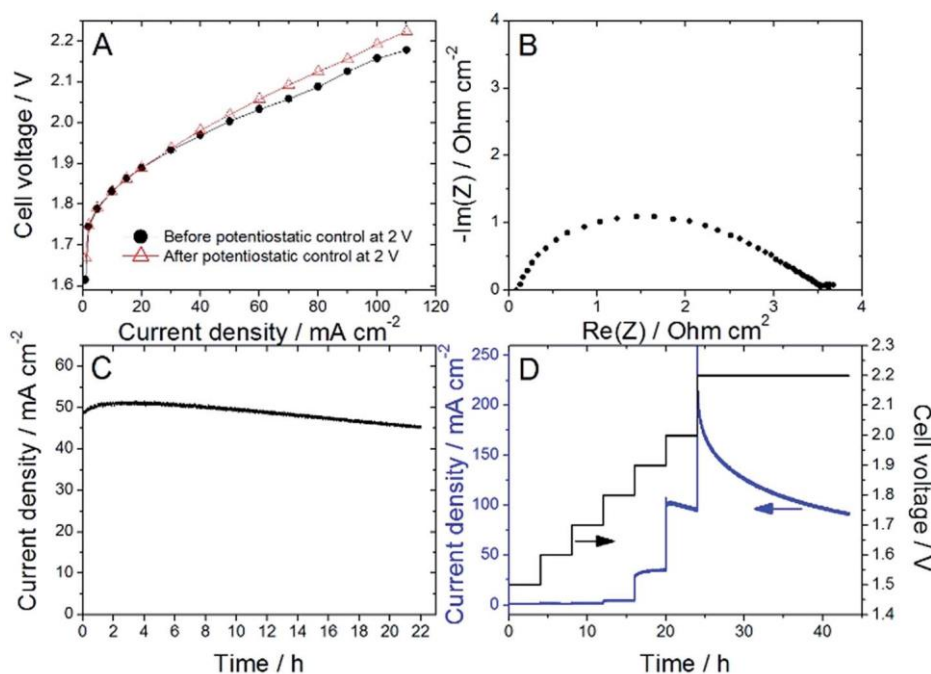 A
Cell voltage / V
2.2
2.1
2.0
1.9
1.8
1.7
1.6
Before potentiostatic control at 2 V
After potentiostatic control at 2 V
0 20 40 60 80 100 120
Current density / mA cm-2
B
-Im(Z) / Ohm cm-2
4
3
2
1
0
0 1 2 3 4
Re(Z) / Ohm cm2
C
Current density / mA cm-2
60
50
40
30
20
10
0
0 2 4 6 8 10 12 14 16 18 20 22
Time / h
D
Current density / mA cm-2
250
200
150
100
50
0
2.3
2.2
2.1
2.0
1.9
1.8
1.7
1.6
1.5
1.4
Cell voltage / V
0 10 20 30 40
Time / h